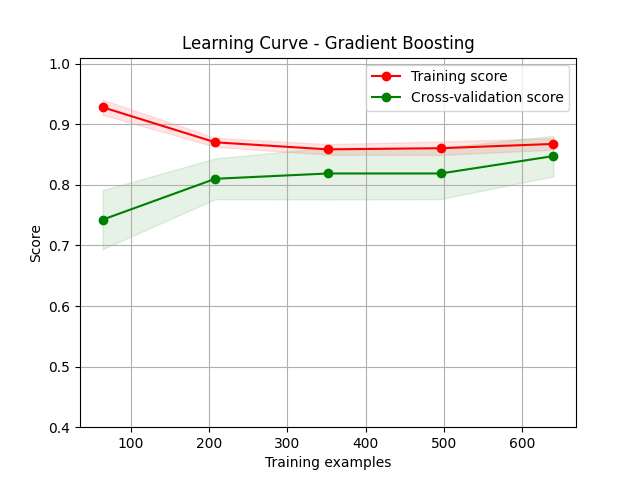 Learning Curve - Gradient Boosting
Training score
Cross-validation score
Score
1.0
0.9
0.8
0.7
0.6
0.5
0.4
100 200 300 400 500 600
Training examples